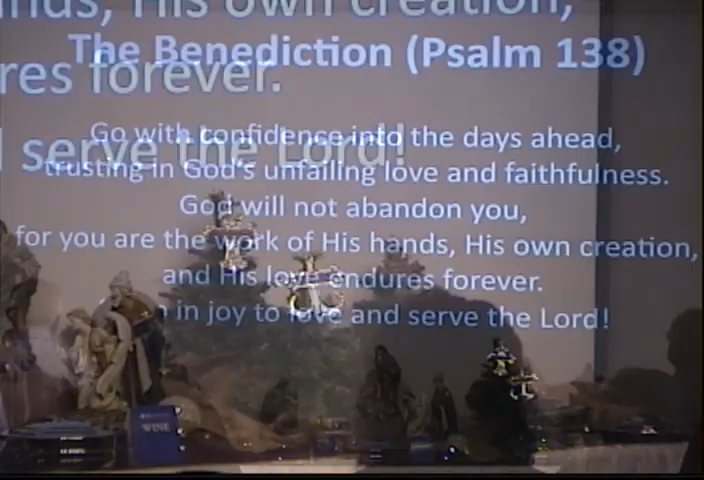 nds, His own creation,
The Benediction (Psalm 138)
res forever.
Go with confidence into the days ahead,
serve the Lord!
trusting in God's unfailing love and faithfulness.
God will not abandon you,
for you are the work of His hands, His own creation,
and His love endures forever.
in joy to love and serve the Lord!
WINE